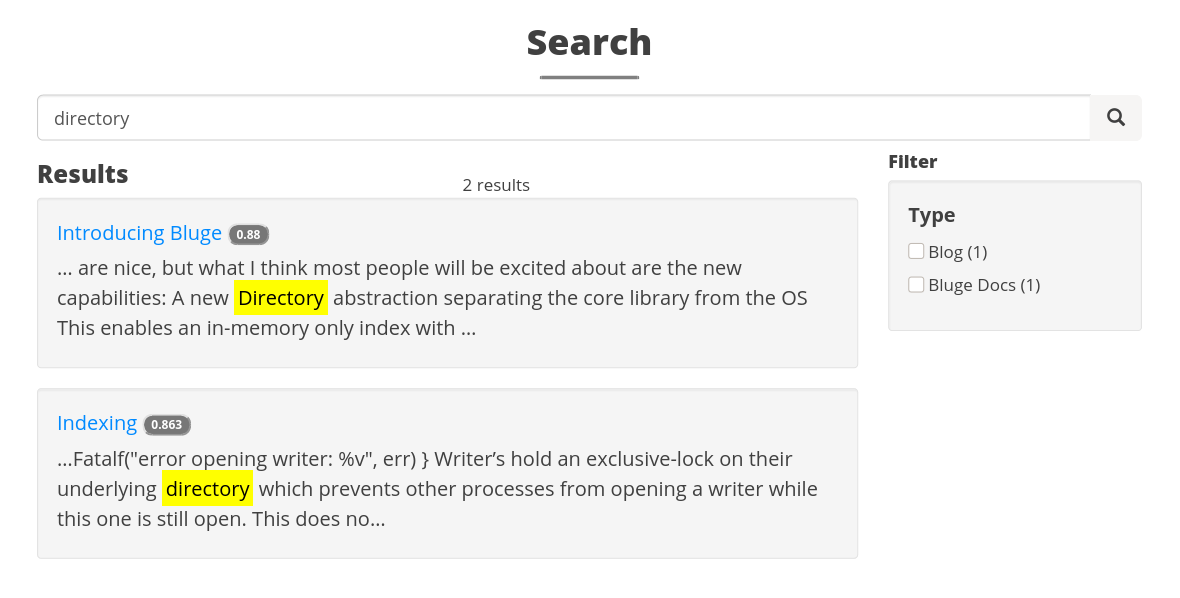 Search
directory
Results
2 results
Introducing Bluge 0.88
... are nice, but what I think most people will be excited about are the new
capabilities: A new Directory abstraction separating the core library from the OS
This enables an in-memory only index with ...
Indexing 0.863
...Fatalf("error opening writer: %v", err) } Writer’s hold an exclusive-lock on their
underlying directory which prevents other processes from opening a writer while
this one is still open. This does no...
Filter
Type
Blog (1)
Bluge Docs (1)